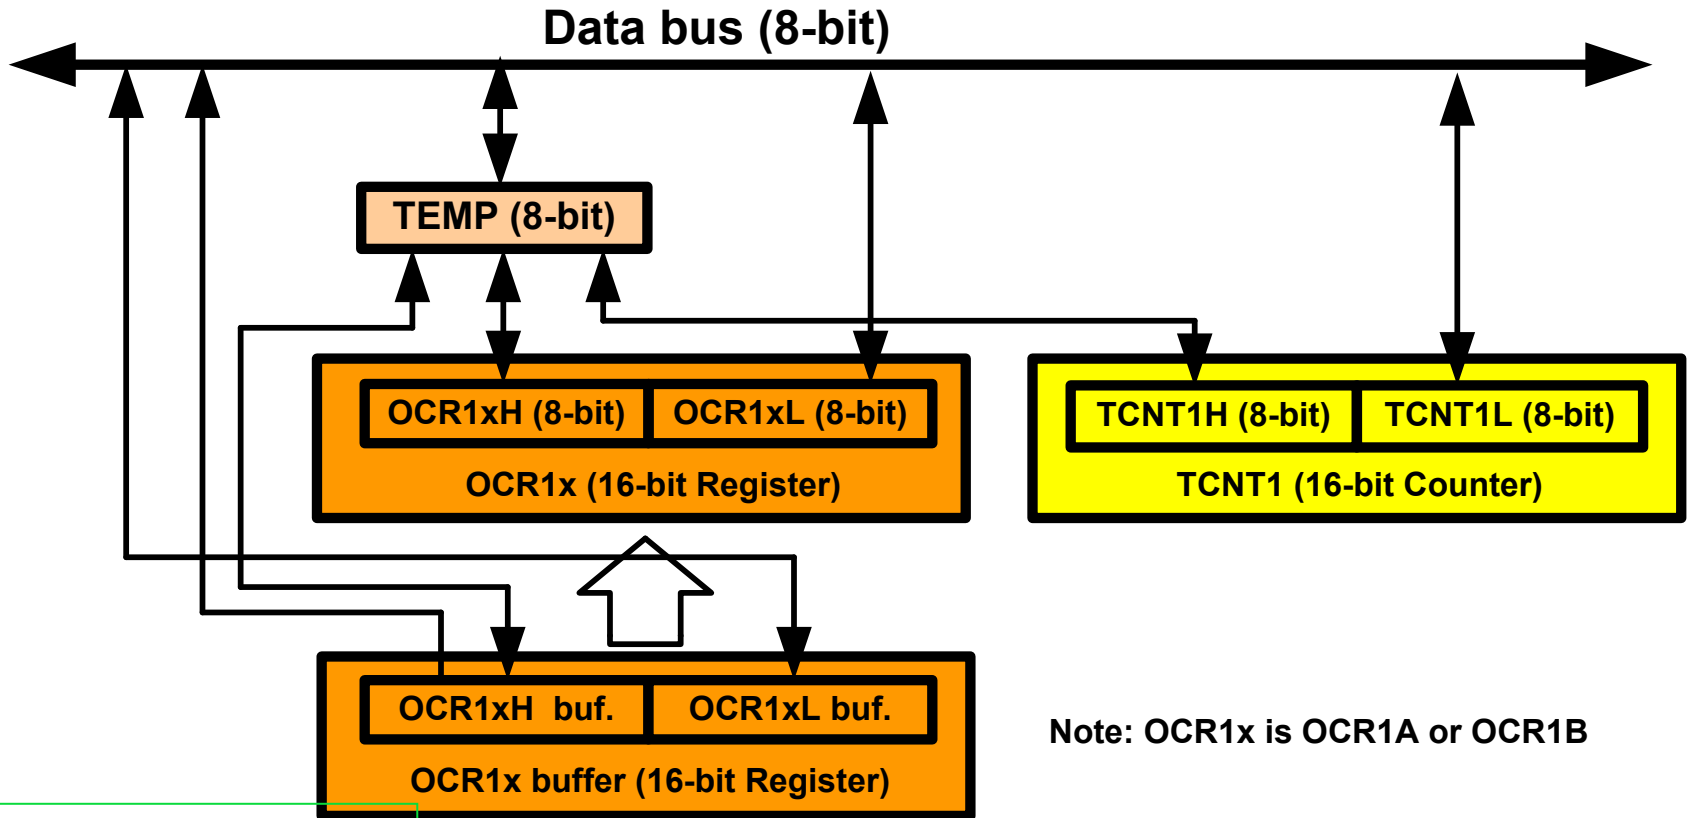 Data bus (8-bit)
TEMP (8-bit)
OCR1xH (8-bit) OCR1xL (8-bit)
OCR1x (16-bit Register)
TCNT1H (8-bit) TCNT1L (8-bit)
TCNT1 (16-bit Counter)
OCR1xH buf. OCR1xL buf.
OCR1x buffer (16-bit Register)
Note: OCR1x is OCR1A or OCR1B